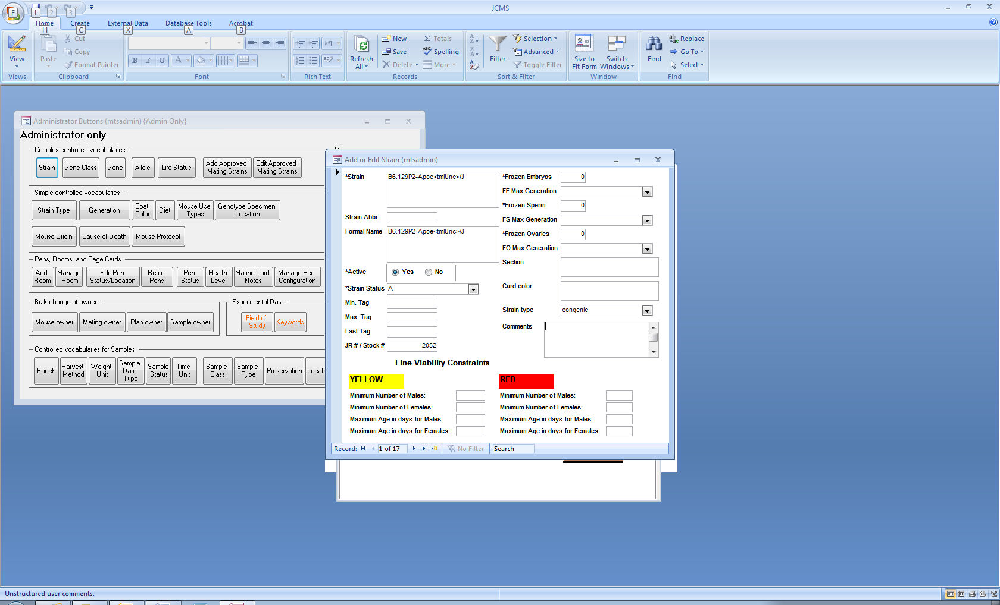 JCMS
F
1
2
3
Home
Create
External Data
Database Tools
Acrobat
H
C
X
A
B
View
Views
Paste
Cut
Copy
Format Painter
Clipboard
B I U A
Font
Rich Text
Refresh All
New
Save
Delete
Totals
Spelling
More
Records
Filter
Selection
Advanced
Toggle Filter
Sort & Filter
Size to Fit Form
Switch Windows
Window
Find
Replace
Go To
Select
Find
Administrator Buttons (mtsadmin) {Admin Only}
Administrator only
Complex controlled vocabularies
Strain
Gene Class
Gene
Allele
Life Status
Add Approved Mating Strains
Edit Approved Mating Strains
Simple controlled vocabularies
Strain Type
Generation
Coat Color
Diet
Mouse Use Types
Genotype Specimen Location
Mouse Origin
Cause of Death
Mouse Protocol
Pens, Rooms, and Cage Cards
Add Room
Manage Room
Edit Pen Status/Location
Retire Pens
Pen Status
Health Level
Mating Card Notes
Manage Pen Configuration
Bulk change of owner
Mouse owner
Mating owner
Plan owner
Sample owner
Experimental Data
Field of Study
Keywords
Controlled vocabularies for Samples
Epoch
Harvest Method
Weight Unit
Sample Date Type
Sample Status
Time Unit
Sample Class
Sample Type
Preservation
Locati
Add or Edit Strain (mtsadmin)
*Strain
B6.129P2-Apoe<tmlUnc>/J
Strain Abbr.
Formal Name
B6.129P2-Apoe<tmlUnc>/J
*Active
Yes
No
*Strain Status
A
Min. Tag
Max. Tag
Last Tag
JR # / Stock #
2052
*Frozen Embryos
0
FE Max Generation
*Frozen Sperm
0
FS Max Generation
*Frozen Ovaries
0
FO Max Generation
Section
Card color
Strain type
congenic
Comments
Line Viability Constraints
YELLOW
Minimum Number of Males:
Minimum Number of Females:
Maximum Age in days for Males:
Maximum Age in days for Females:
RED
Minimum Number of Males:
Minimum Number of Females:
Maximum Age in days for Males:
Maximum Age in days for Females:
Record:
1 of 17
No Filter
Search
Unstructured user comments.